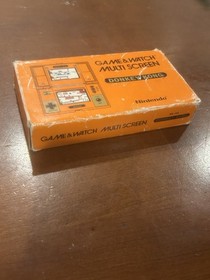 GAME&WATCH
MULTI SCREEN
DONKEY KONG
Nintendo
GAME&WATCH MULTI SCREEN